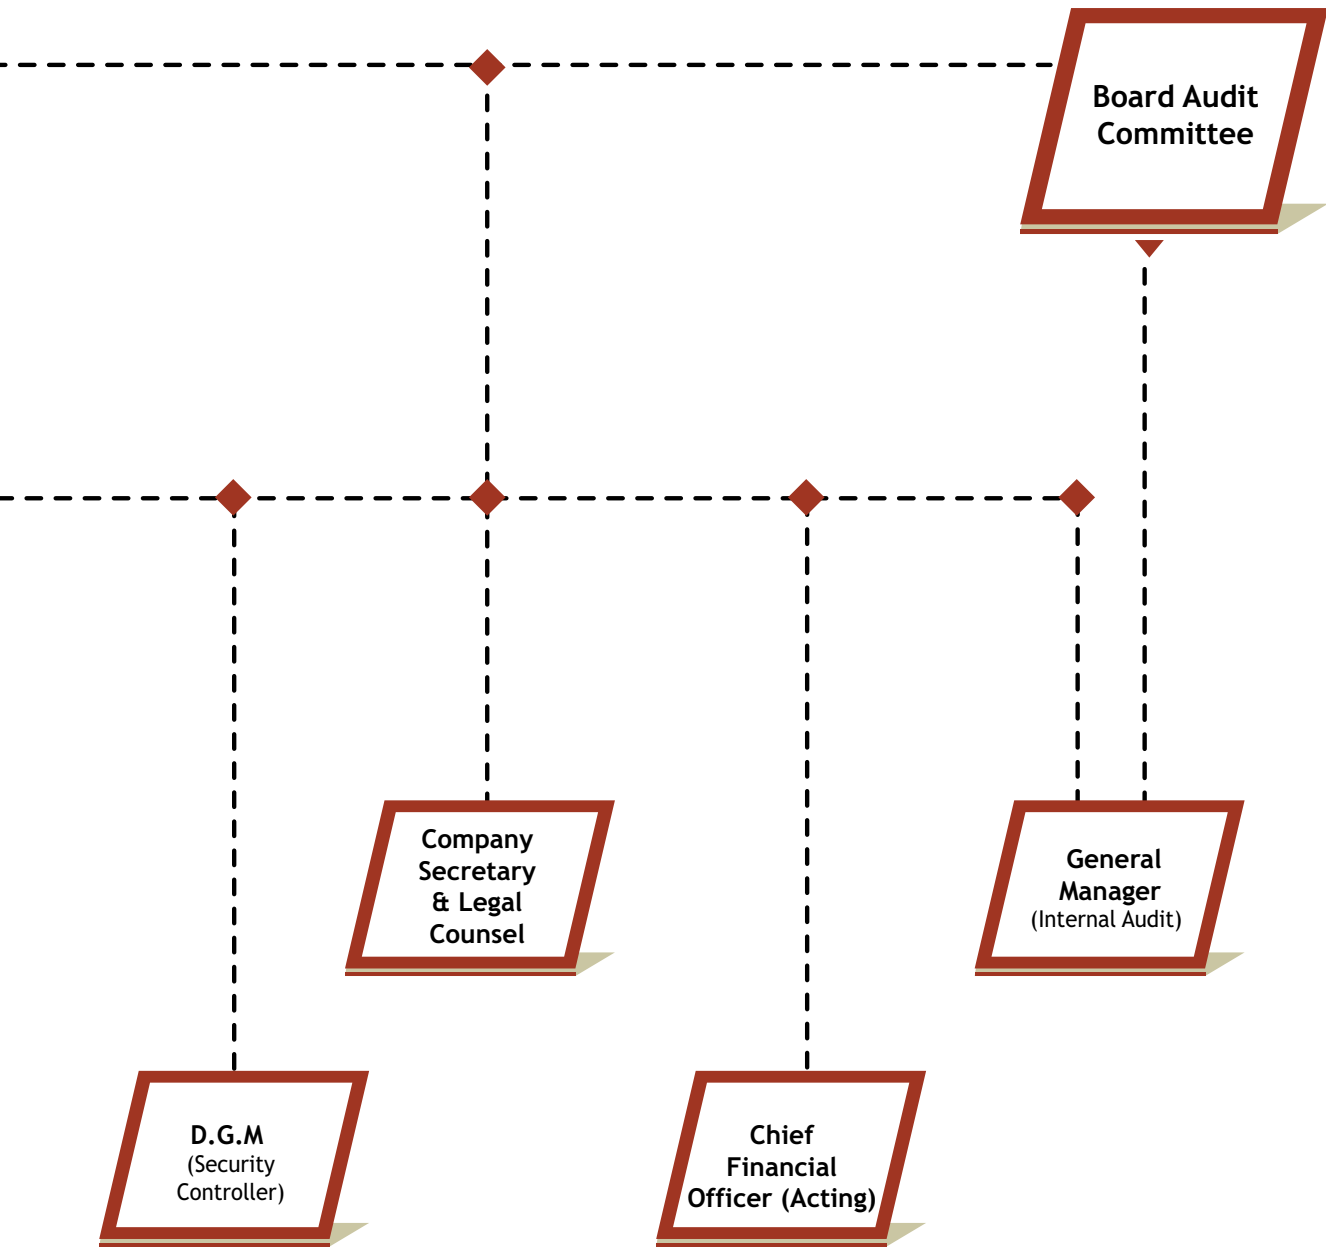 Board Audit
Committee
Company
Secretary
& Legal
Counsel
General
Manager
(Internal Audit)
D.G.M
(Security
Controller)
Chief
Financial
Officer (Acting)